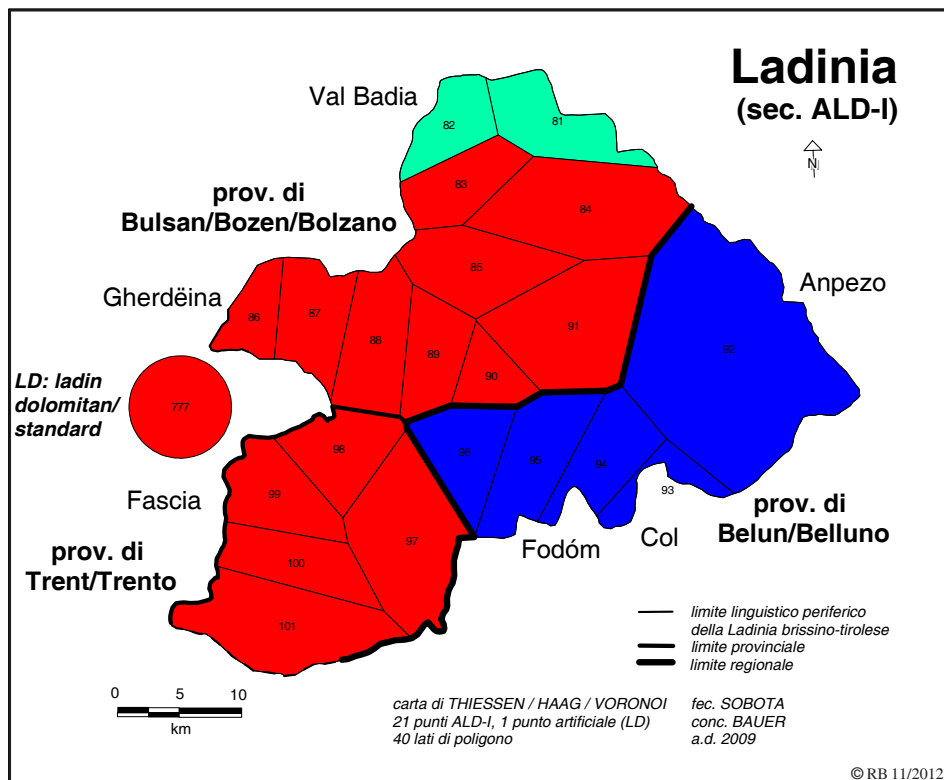 Ladinia
(sec. ALD-I)
N
Val Badia
82
81
83
84
prov. di
Bulsan/Bozen/Bolzano
85
Anpezo
Gherdëina
86
87
88
89
90
91
92
LD: ladin
dolomitan/
standard
777
98
96
95
94
93
99
97
Fascia
100
101
prov. di
Trent/Trento
Fodóm
Col
prov. di
Belun/Belluno
limite linguistico periferico
della Ladinia brissino-tirolese
limite provinciale
limite regionale
0 5 10
km
carta di THIESSEN / HAAG / VORONOI
21 punti ALD-I, 1 punto artificiale (LD)
40 lati di poligono
fec. SOBOTA
conc. BAUER
a.d. 2009
© RB 11/2012